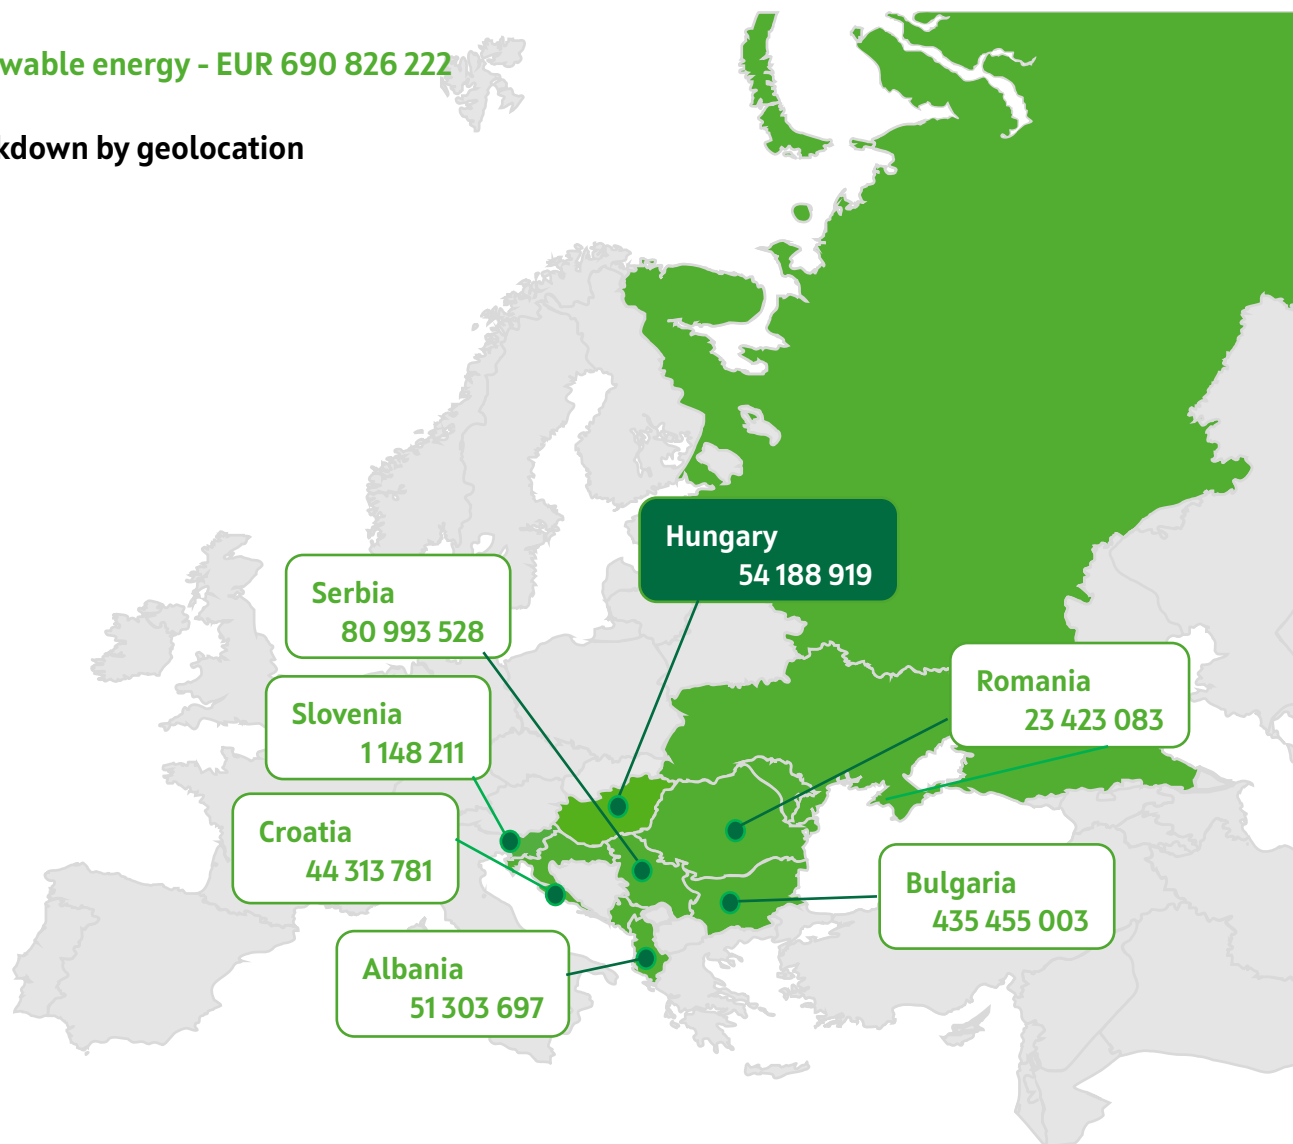 wable energy - EUR 690 826 222
kdown by geolocation
Hungary
54 188 919
Serbia
80 993 528
Romania
23 423 083
Slovenia
1 148 211
Croatia
44 313 781
Bulgaria
435 455 003
Albania
51 303 697